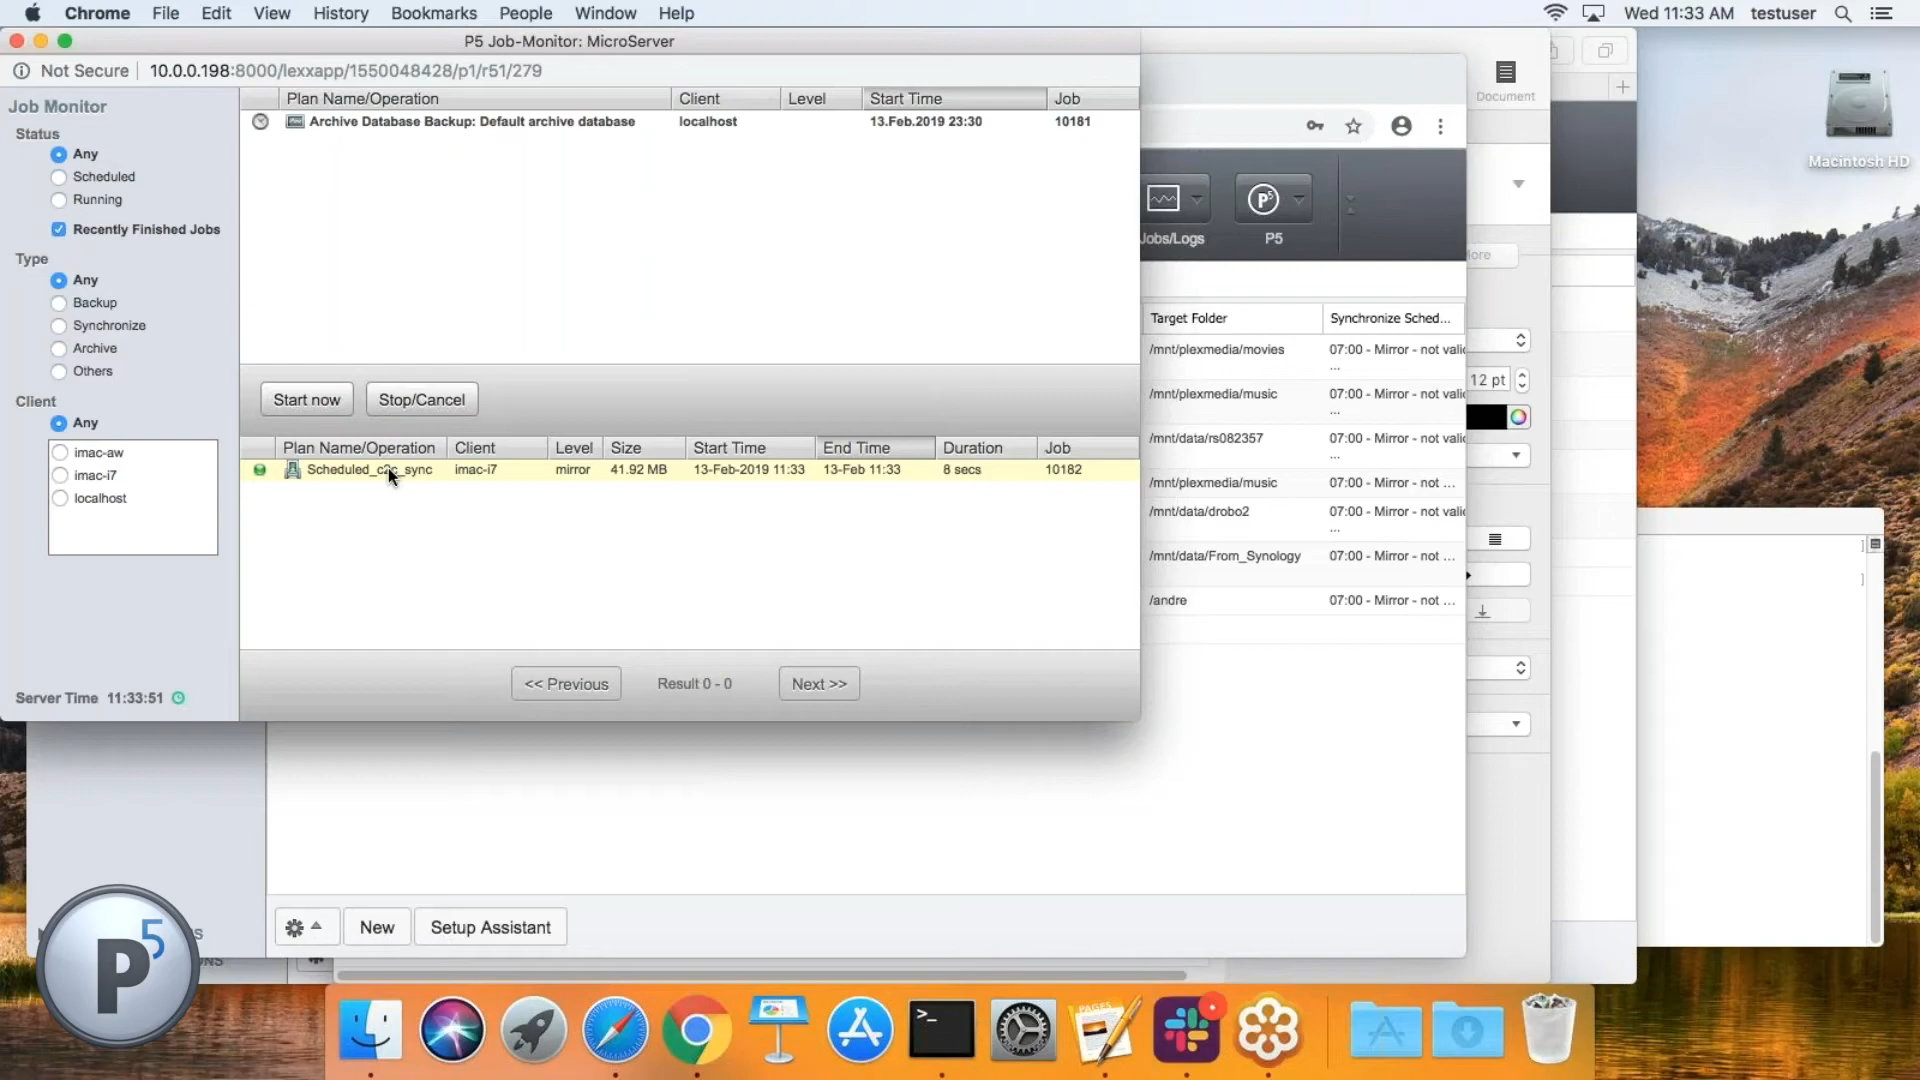 Chrome File Edit View History Bookmarks People Window Help
Wed 11:33 AM testuser
P5 Job-Monitor: MicroServer
Not Secure 10.0.0.198:8000/lexxapp/1550048428/p1/r51/279
Job Monitor
Status
Any
Scheduled
Running
Recently Finished Jobs
Type
Any
Backup
Synchronize
Archive
Others
Client
Any
imac-aw
imac-i7
localhost
Server Time 11:33:51
Plan Name/Operation Client Level Start Time Job
Archive Database Backup: Default archive database localhost 13.Feb.2019 23:30 10181
Start now Stop/Cancel
Plan Name/Operation Client Level Size Start Time End Time Duration Job
Scheduled_c2c_sync imac-i7 mirror 41.92 MB 13-Feb-2019 11:33 13-Feb 11:33 8 secs 10182
<< Previous Result 0 - 0 Next >>
Document
Macintosh HD
Jobs/Logs P5
ore
Target Folder Synchronize Sched...
/mnt/plexmedia/movies 07:00 - Mirror - not valid
...
/mnt/plexmedia/music 07:00 - Mirror - not valid
...
/mnt/data/rs082357 07:00 - Mirror - not valid
...
/mnt/plexmedia/music 07:00 - Mirror - not ...
/mnt/data/drobo2 07:00 - Mirror - not valid
...
/mnt/data/From_Synology 07:00 - Mirror - not ...
/andre 07:00 - Mirror - not ...
12 pt
New Setup Assistant
P5
PAGES